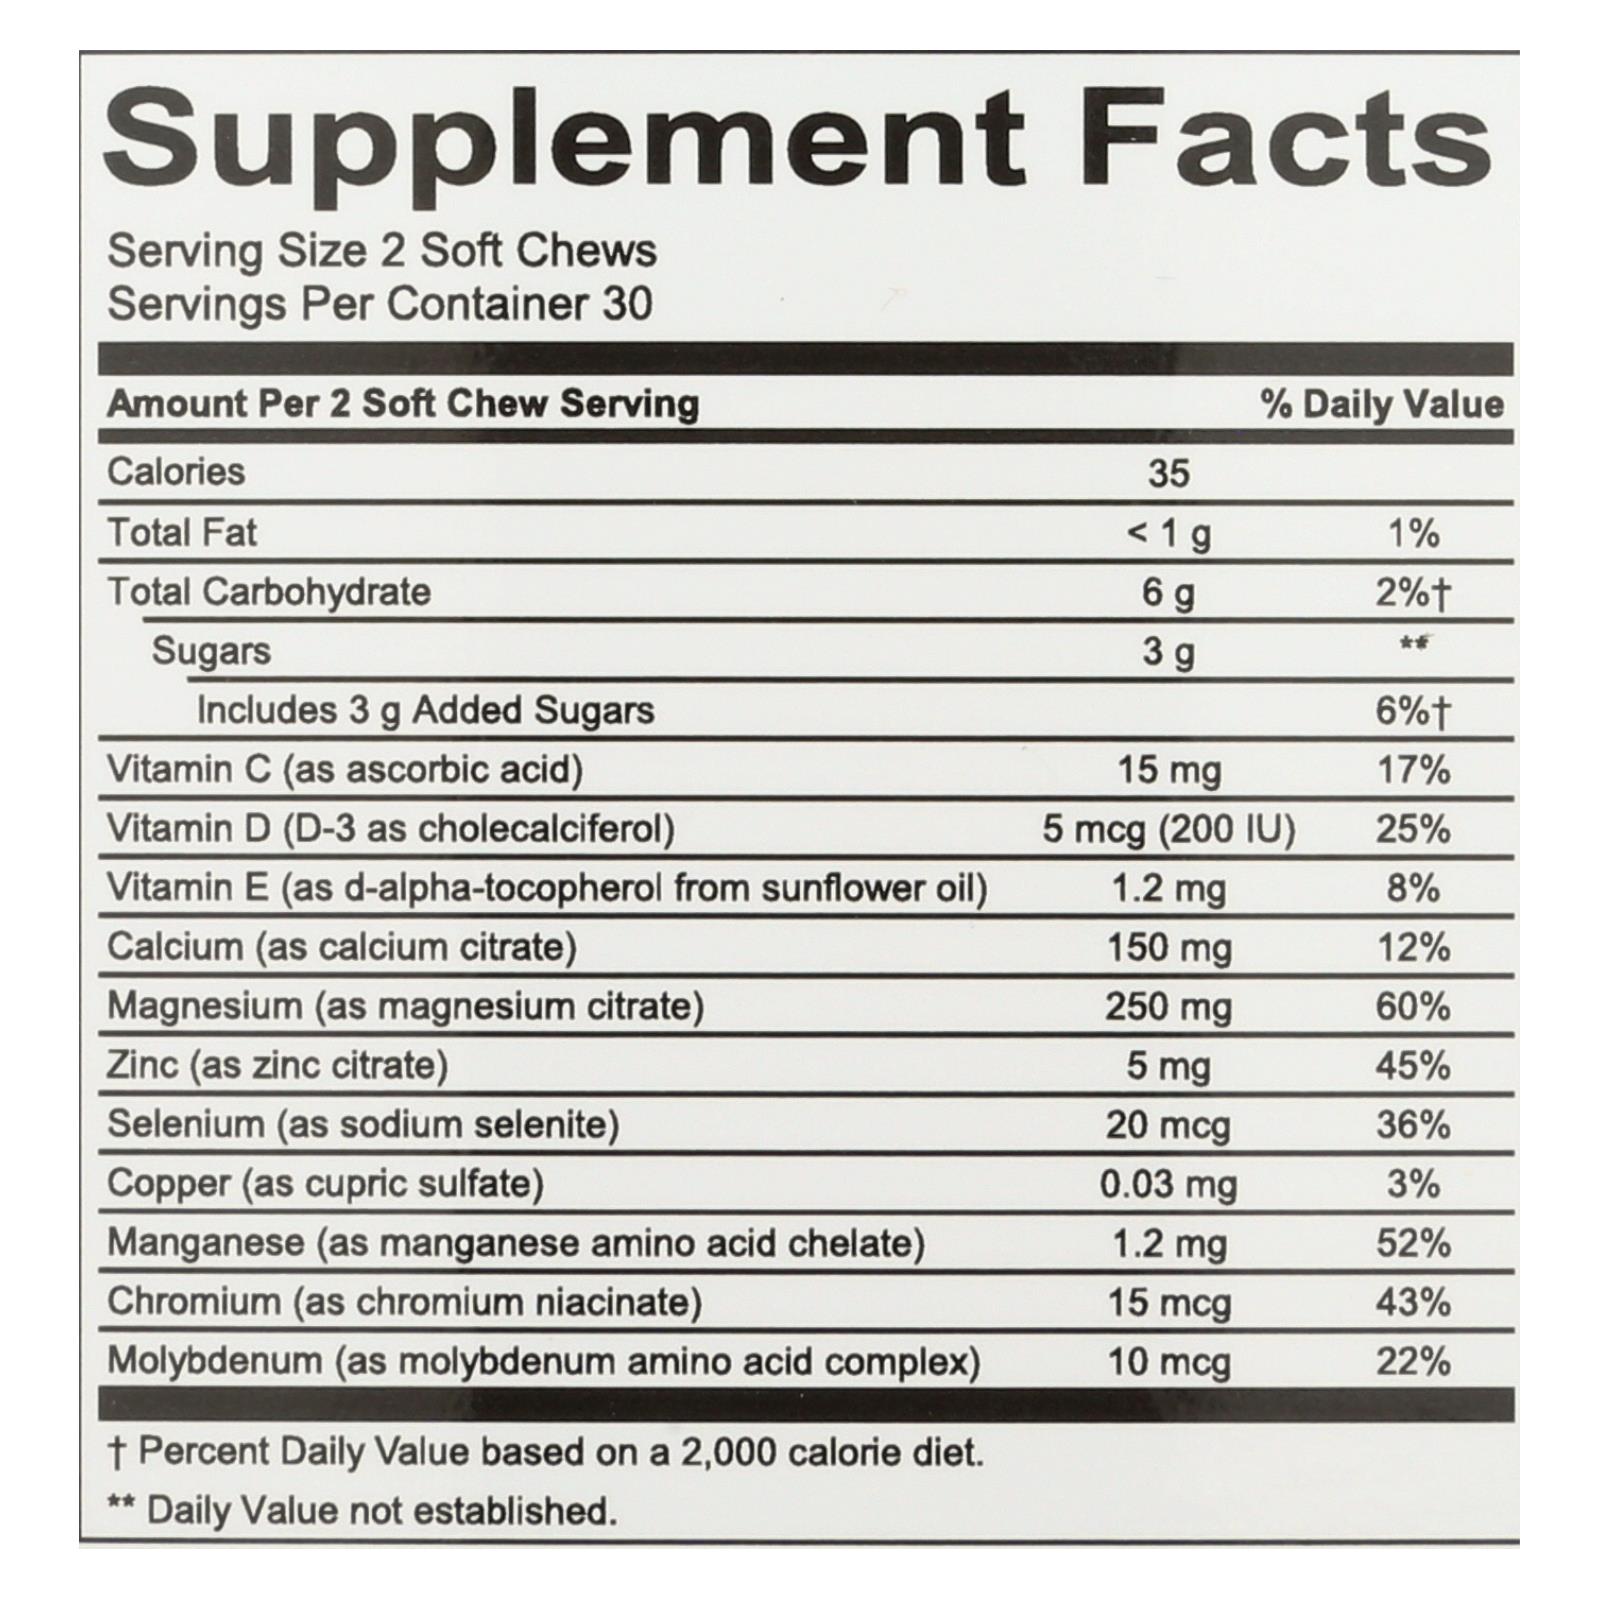 Supplement Facts
Serving Size 2 Soft Chews
Servings Per Container 30
Amount Per 2 Soft Chew Serving % Daily Value
Calories 35
Total Fat < 1 g 1%
Total Carbohydrate 6 g 2%†
Sugars 3 g **
Includes 3 g Added Sugars 6%†
Vitamin C (as ascorbic acid) 15 mg 17%
Vitamin D (D-3 as cholecalciferol) 5 mcg (200 IU) 25%
Vitamin E (as d-alpha-tocopherol from sunflower oil) 1.2 mg 8%
Calcium (as calcium citrate) 150 mg 12%
Magnesium (as magnesium citrate) 250 mg 60%
Zinc (as zinc citrate) 5 mg 45%
Selenium (as sodium selenite) 20 mcg 36%
Copper (as cupric sulfate) 0.03 mg 3%
Manganese (as manganese amino acid chelate) 1.2 mg 52%
Chromium (as chromium niacinate) 15 mcg 43%
Molybdenum (as molybdenum amino acid complex) 10 mcg 22%
† Percent Daily Value based on a 2,000 calorie diet.
** Daily Value not established.